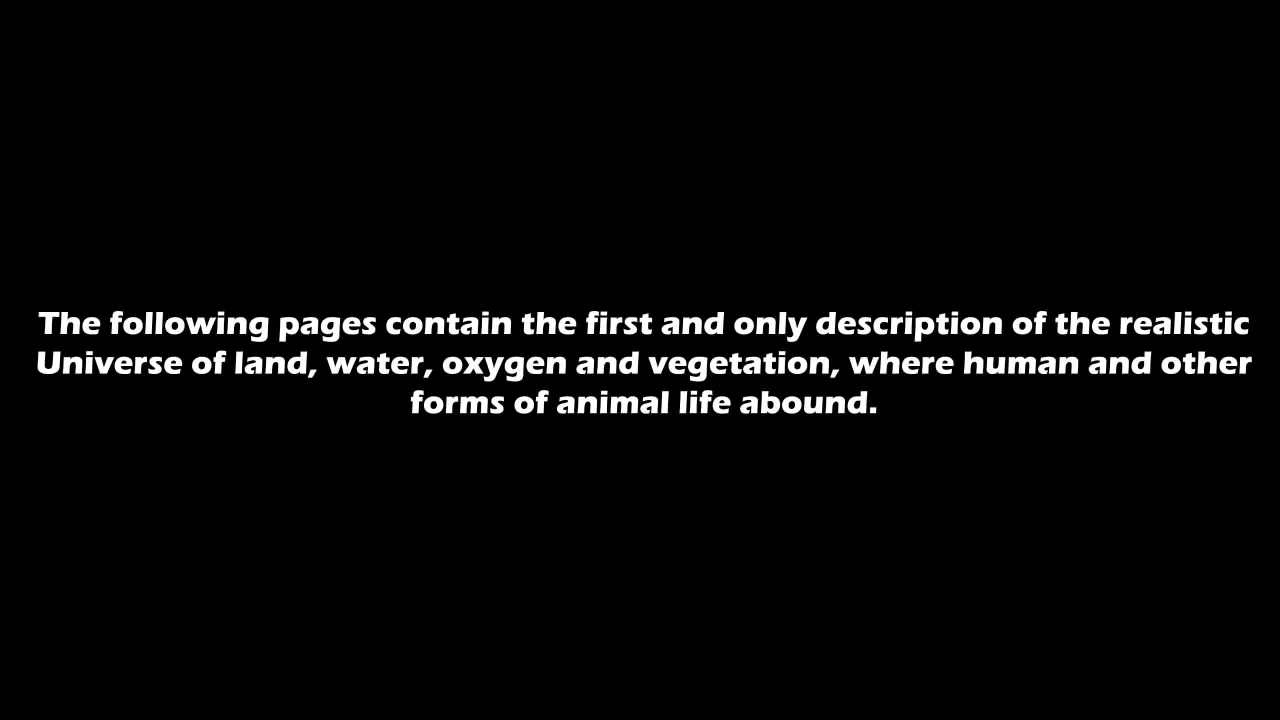 The following pages contain the first and only description of the realistic
Universe of land, water, oxygen and vegetation, where human and other
forms of animal life abound.